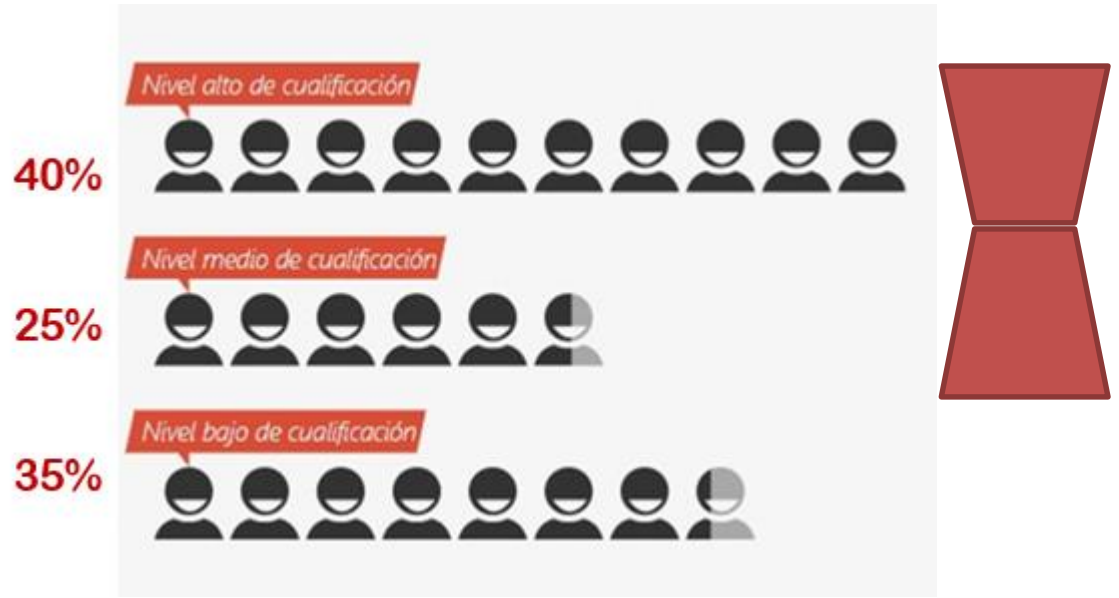 Nivel alto de cualificación
40%
Nivel medio de cualificación
25%
Nivel bajo de cualificación
35%